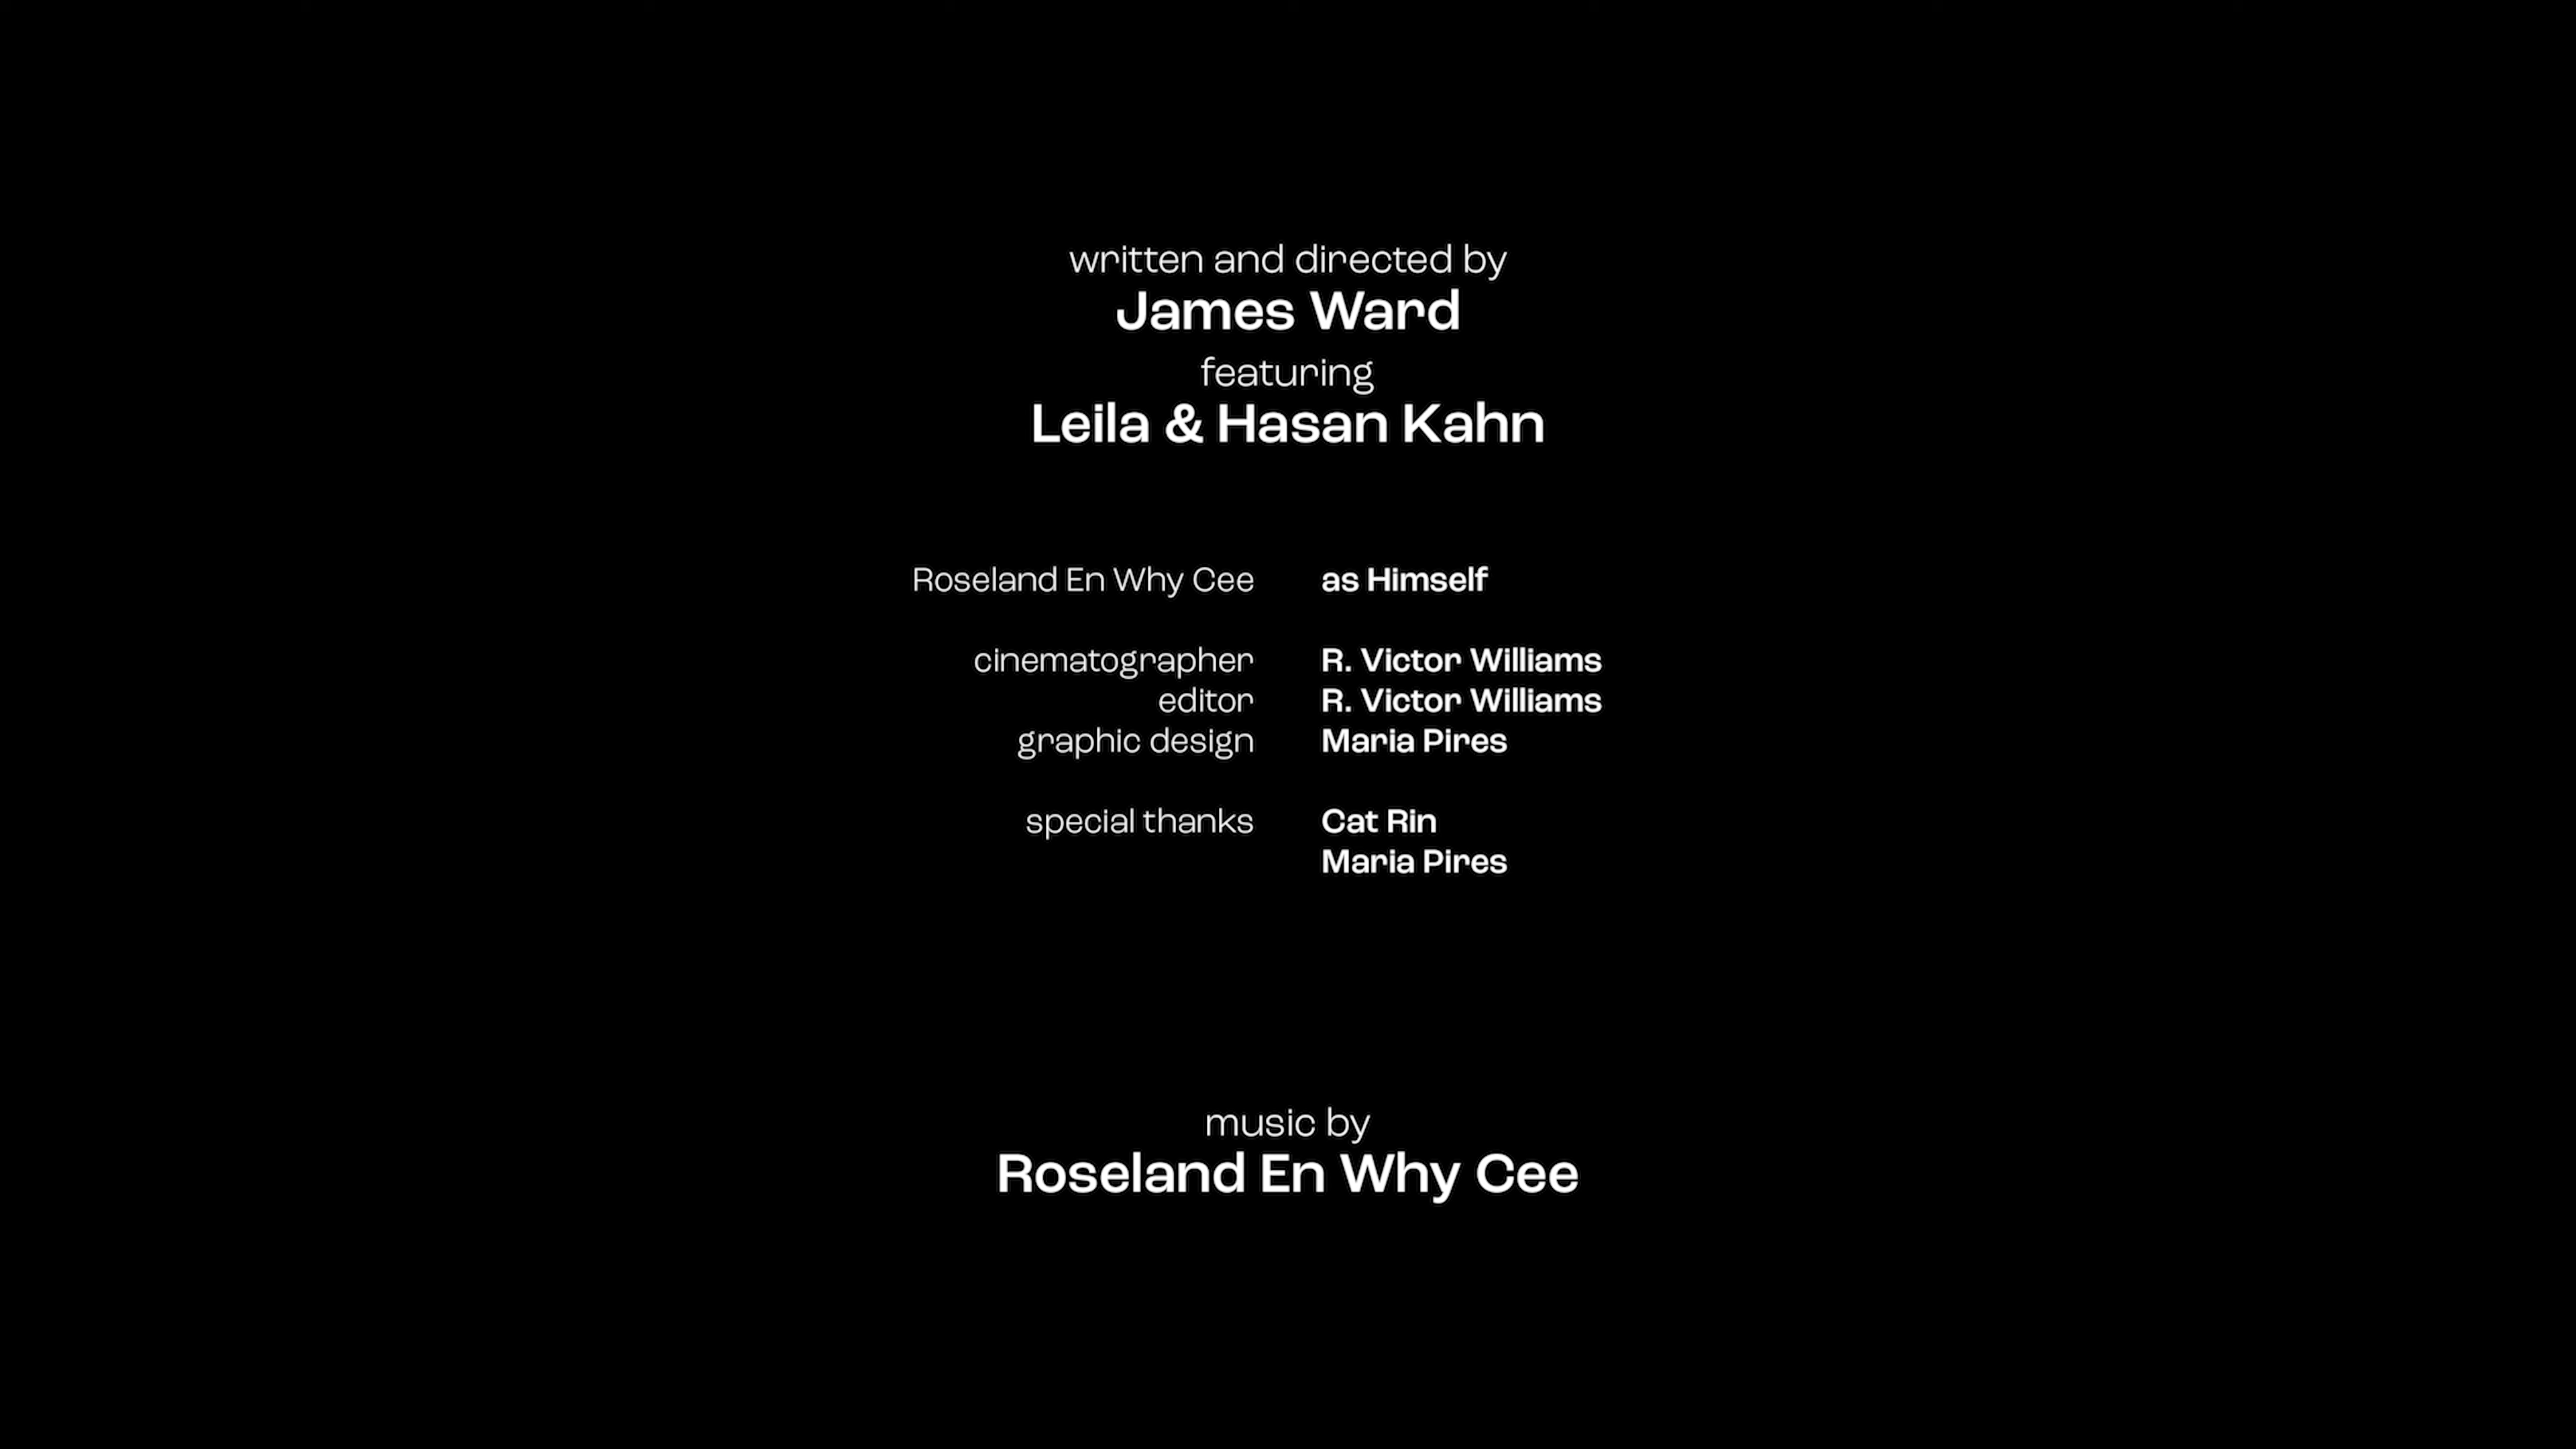 written and directed by
James Ward
featuring
Leila & Hasan Kahn
Roseland En Why Cee as Himself
cinematographer R. Victor Williams
editor R. Victor Williams
graphic design Maria Pires
special thanks Cat Rin
Maria Pires
music by
Roseland En Why Cee